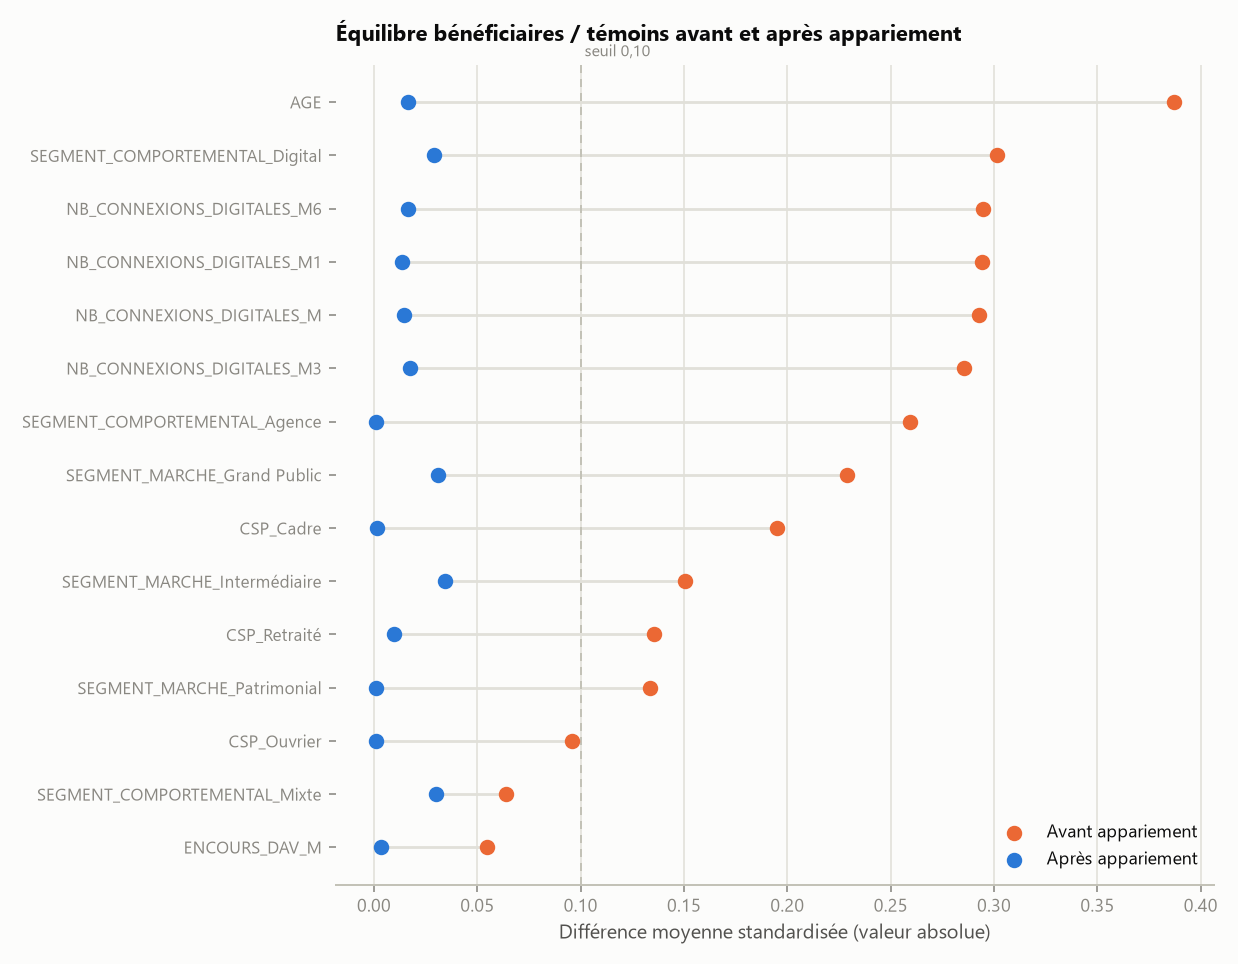 Équilibre bénéficiaires / témoins avant et après appariement
seuil 0,10
AGE
SEGMENT_COMPORTEMENTAL_Digital
NB_CONNEXIONS_DIGITALES_M6
NB_CONNEXIONS_DIGITALES_M1
NB_CONNEXIONS_DIGITALES_M
NB_CONNEXIONS_DIGITALES_M3
SEGMENT_COMPORTEMENTAL_Agence
SEGMENT_MARCHE_Grand Public
CSP_Cadre
SEGMENT_MARCHE_Intermédiaire
CSP_Retraité
SEGMENT_MARCHE_Patrimonial
CSP_Ouvrier
SEGMENT_COMPORTEMENTAL_Mixte
ENCOURS_DAV_M
Avant appariement
Après appariement
0.00 0.05 0.10 0.15 0.20 0.25 0.30 0.35 0.40
Différence moyenne standardisée (valeur absolue)